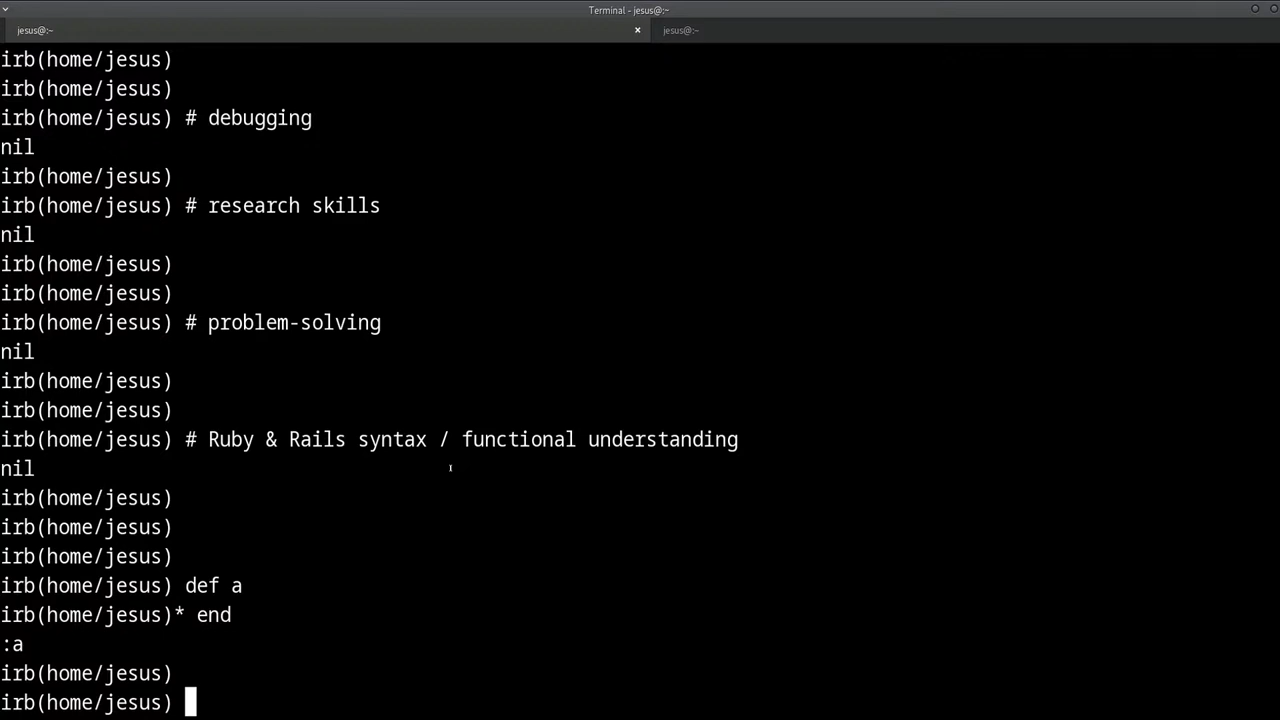 Terminal - jesus@:~
jesus@:~ × jesus@:~
irb(home/jesus)
irb(home/jesus)
irb(home/jesus) # debugging
nil
irb(home/jesus)
irb(home/jesus) # research skills
nil
irb(home/jesus)
irb(home/jesus)
irb(home/jesus) # problem-solving
nil
irb(home/jesus)
irb(home/jesus)
irb(home/jesus) # Ruby & Rails syntax / functional understanding
nil
irb(home/jesus)
irb(home/jesus)
irb(home/jesus)
irb(home/jesus) def a
irb(home/jesus)* end
:a
irb(home/jesus)
irb(home/jesus)